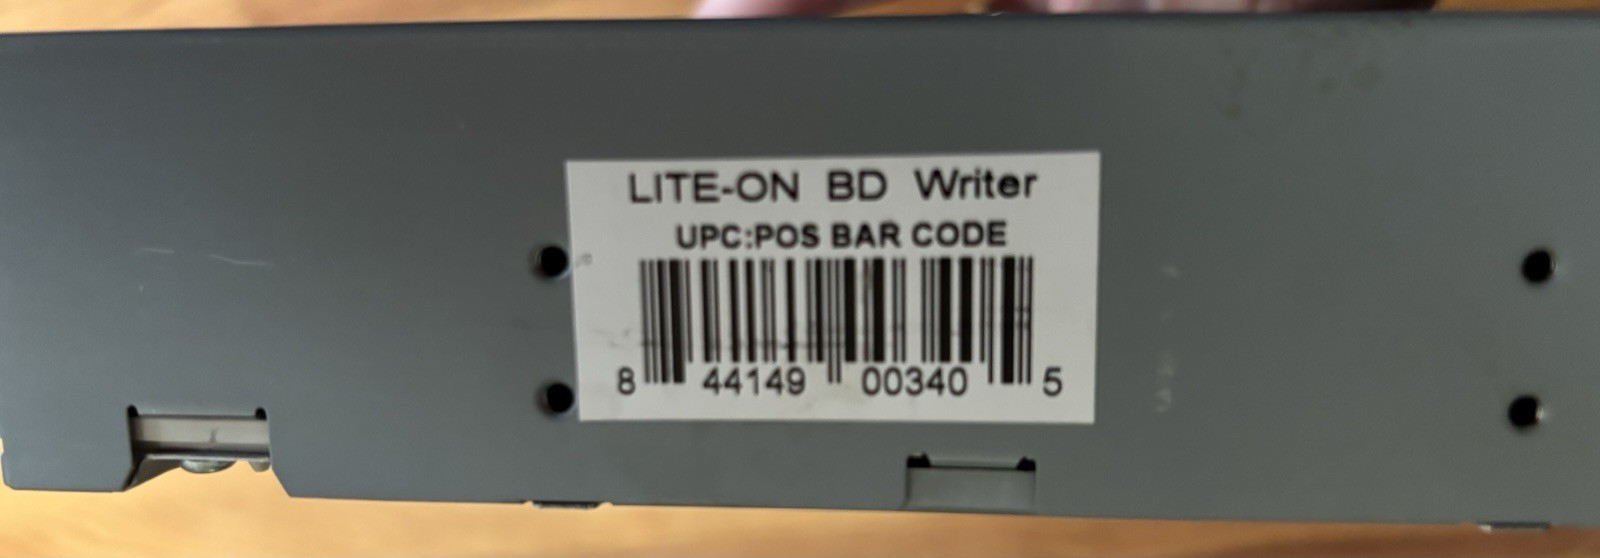 LITE-ON BD Writer
UPC:POS BAR CODE
8 44149 00340 5